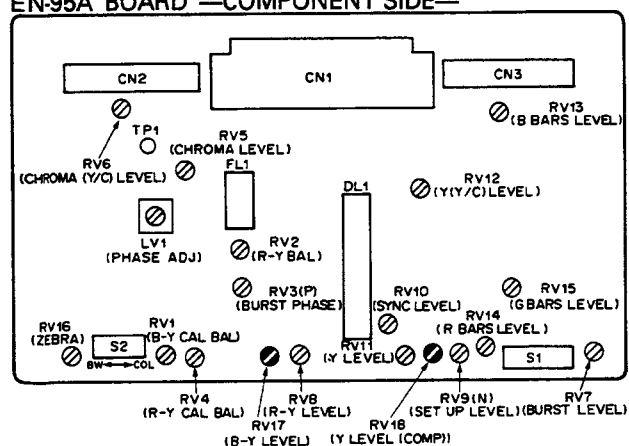 EN-95A BOARD —COMPONENT SIDE—
CN2
CN1
CN3
RV13
(B BARS LEVEL)
TP1
RV5
(CHROMA LEVEL)
RV6
(CHROMA (Y/C) LEVEL)
FL1
DL1
RV12
(Y(Y/C) LEVEL)
LV1
(PHASE ADJ)
RV2
(R-Y BAL)
RV3(P)
(BURST PHASE)
RV10
(SYNC LEVEL)
RV15
(G BARS LEVEL)
RV14
(R BARS LEVEL)
RV16
(ZEBRA)
S2
BW↔COL
RV1
(B-Y CAL BAL)
RV11
(Y LEVEL)
S1
RV4
(R-Y CAL BAL)
RV17
(B-Y LEVEL)
RV8
(R-Y LEVEL)
RV18
(Y LEVEL (COMP))
RV9(N)
(SET UP LEVEL)
RV7
(BURST LEVEL)